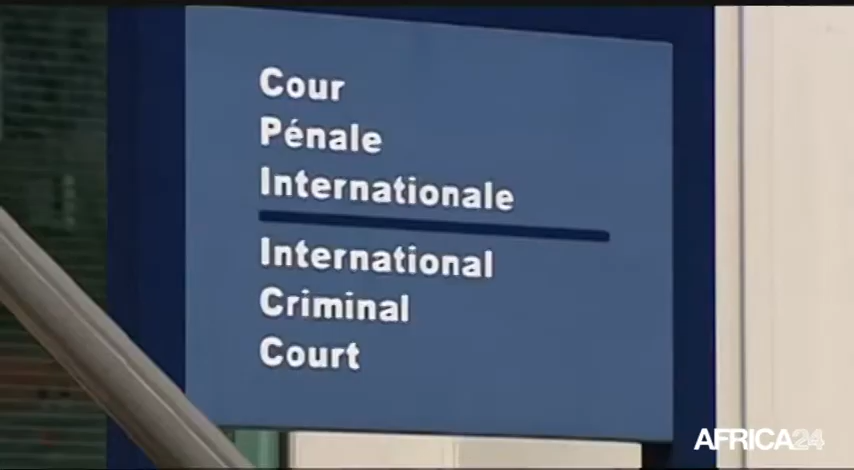 Cour
Pénale
Internationale
International
Criminal
Court
AFRICA24